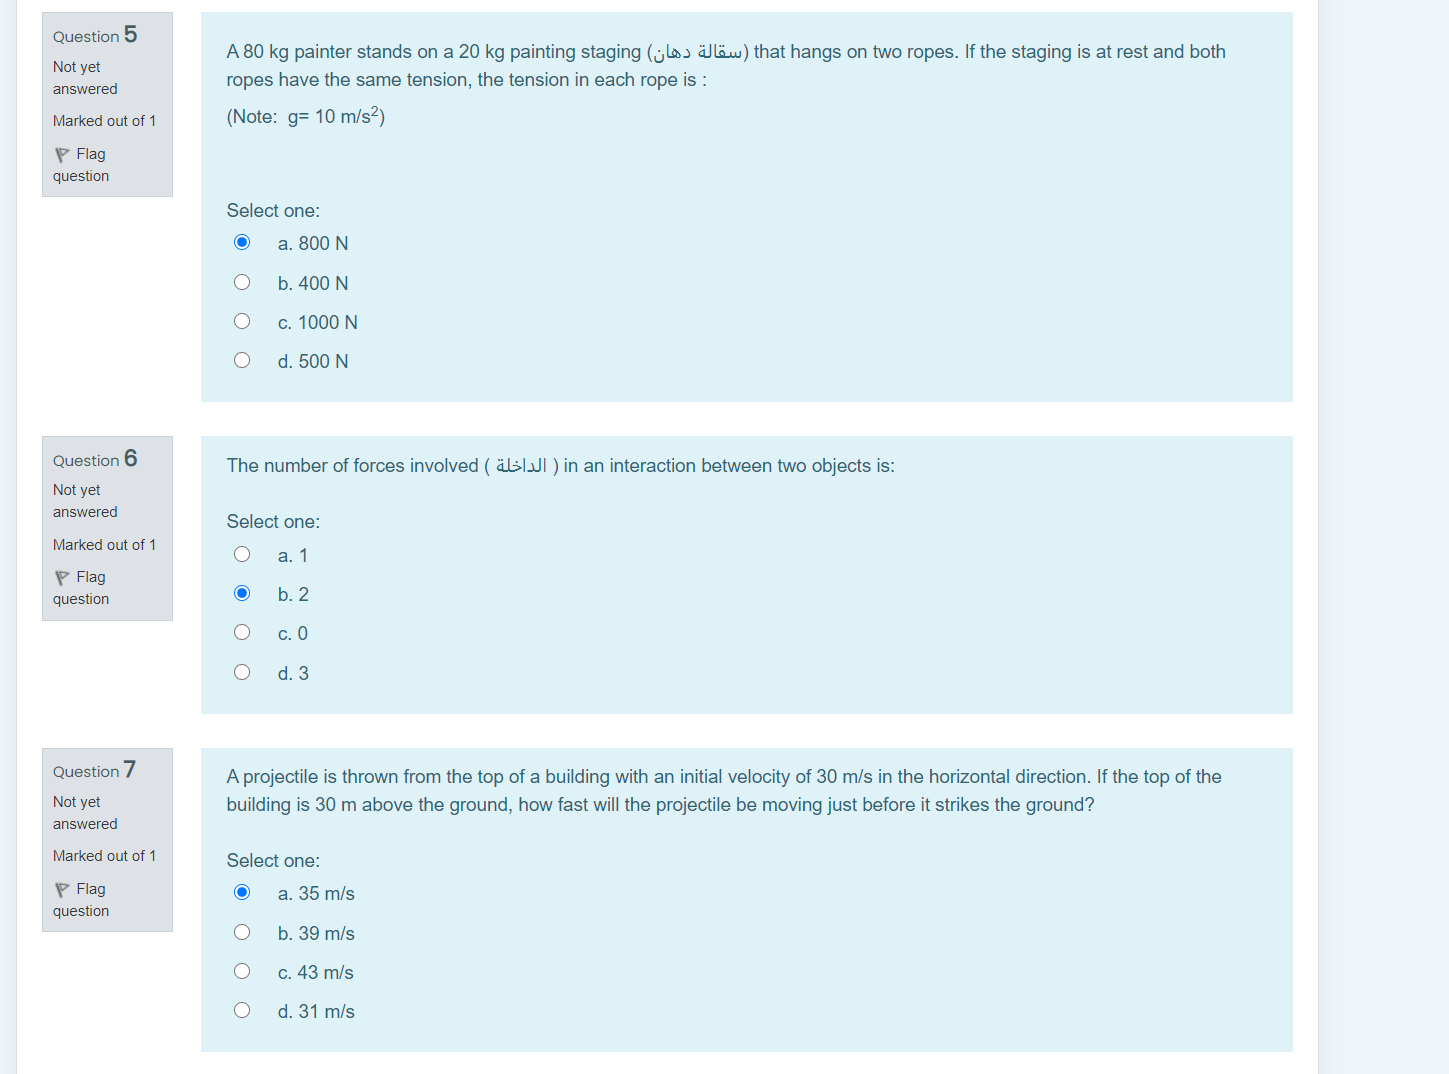 Question 5
Not yet
answered
Marked out of 1
Flag
question
A 80 kg painter stands on a 20 kg painting staging (سقالة دهان) that hangs on two ropes. If the staging is at rest and both
ropes have the same tension, the tension in each rope is :
(Note:  g= 10 m/s²)
Select one:
a. 800 N
b. 400 N
c. 1000 N
d. 500 N
Question 6
Not yet
answered
Marked out of 1
Flag
question
The number of forces involved ( الداخلة ) in an interaction between two objects is:
Select one:
a. 1
b. 2
c. 0
d. 3
Question 7
Not yet
answered
Marked out of 1
Flag
question
A projectile is thrown from the top of a building with an initial velocity of 30 m/s in the horizontal direction. If the top of the
building is 30 m above the ground, how fast will the projectile be moving just before it strikes the ground?
Select one:
a. 35 m/s
b. 39 m/s
c. 43 m/s
d. 31 m/s